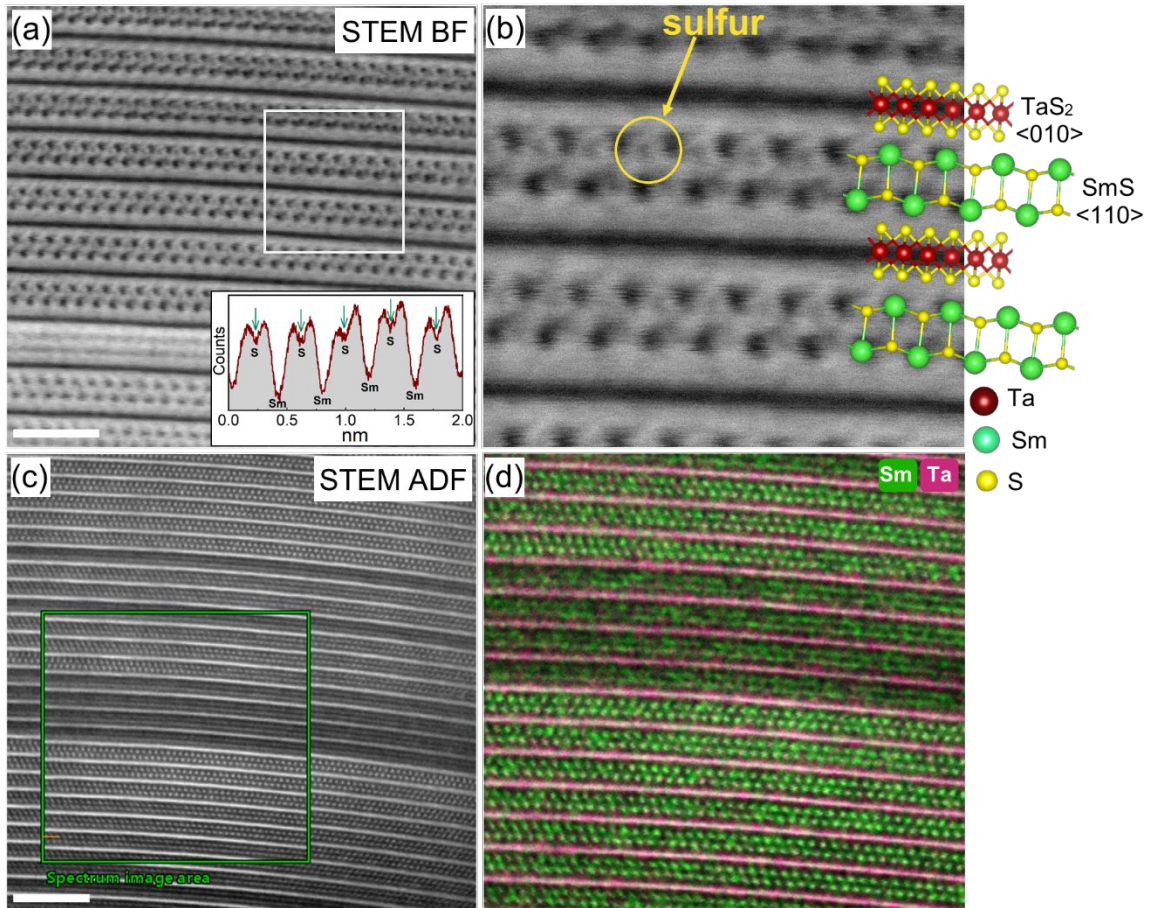 (a)
STEM BF
Counts
S
S
S
S
S
Sm
Sm
Sm
Sm
0.0
0.5
1.0
1.5
2.0
nm
(b)
sulfur
TaS₂
<010>
SmS
<110>
Ta
Sm
S
(c)
STEM ADF
Spectrum image area
(d)
Sm
Ta